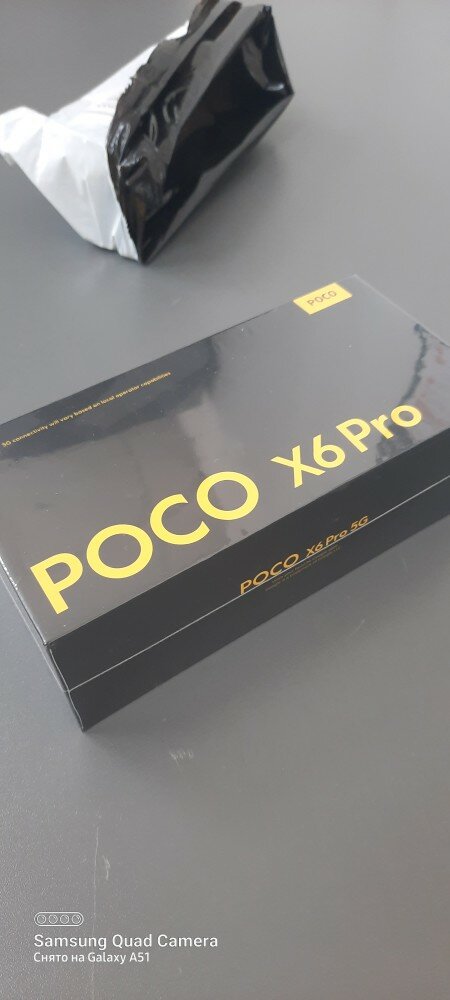 POCO
5G connectivity will vary based on local operator capabilities
POCO X6 Pro
POCO X6 Pro 5G
Samsung Quad Camera
Снято на Galaxy A51